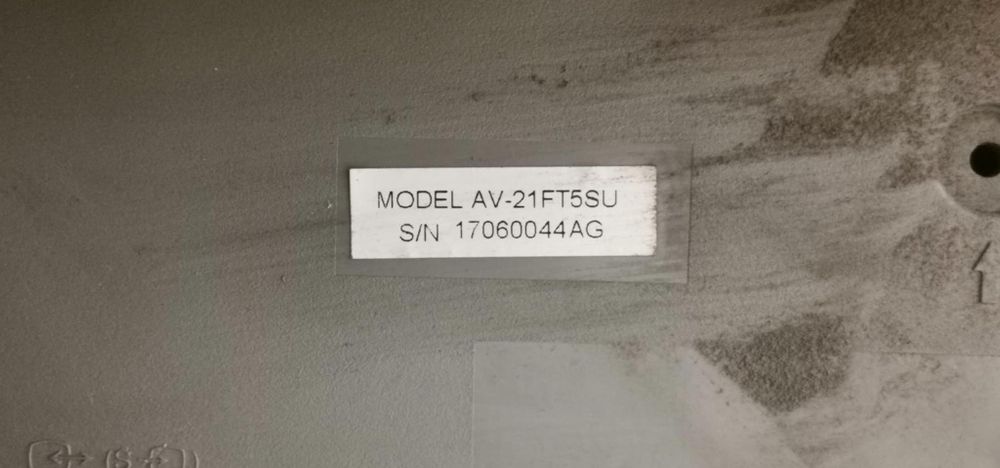 MODEL AV-21FT5SU
S/N 17060044AG